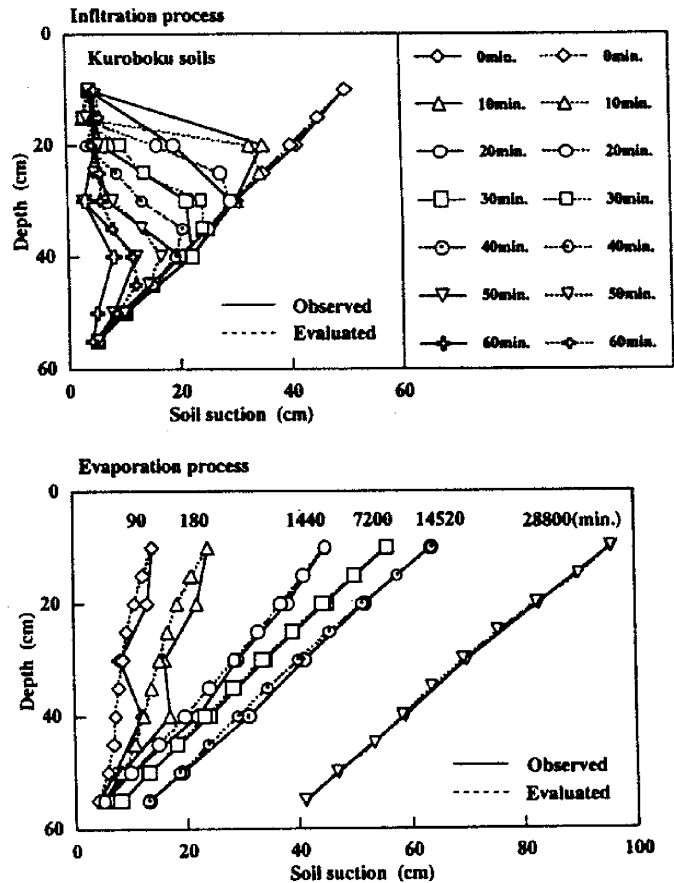 Infltration process
0
Kuroboku soils
0min. 0min.
10min. 10min.
20
20min. 20min.
30min. 30min.
Depth (cm)
40min. 40min.
40
50min. 50min.
Observed
60min. 60min.
Evaluated
60
0 20 40 60
Soil suction (cm)
Evaporation process
0
90 180 1440 7200 14520 28800(min.)
20
Depth (cm)
40
Observed
Evaluated
60
0 20 40 60 80 100
Soil suction (cm)